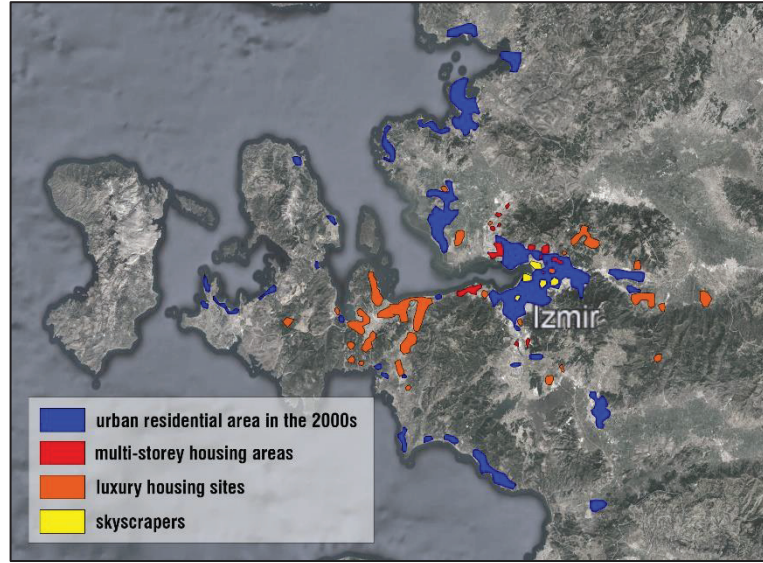 Izmir
urban residential area in the 2000s
multi-storey housing areas
luxury housing sites
skyscrapers